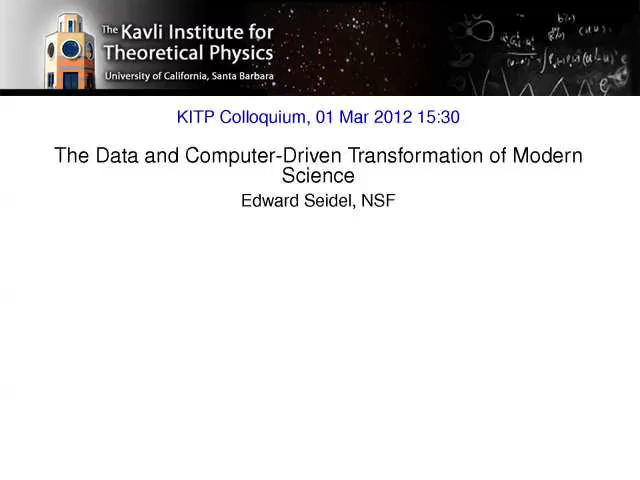 The Kavli Institute for
Theoretical Physics
University of California, Santa Barbara
KITP Colloquium, 01 Mar 2012 15:30
The Data and Computer-Driven Transformation of Modern
Science
Edward Seidel, NSF